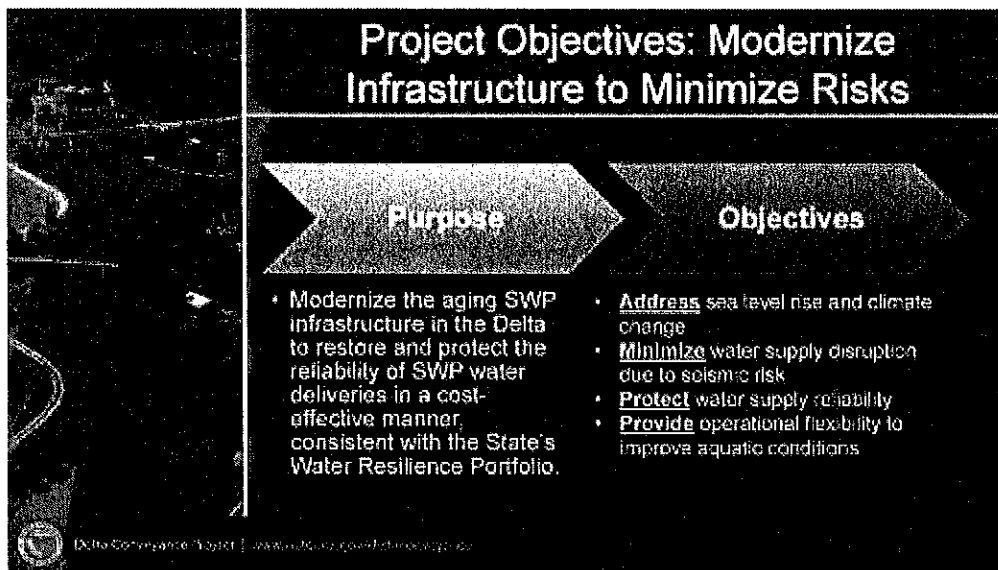 Project Objectives: Modernize
Infrastructure to Minimize Risks
Purpose
Objectives
• Modernize the aging SWP
infrastructure in the Delta
to restore and protect the
reliability of SWP water
deliveries in a cost-
effective manner,
consistent with the State's
Water Resilience Portfolio.
• Address sea level rise and climate
change
• Minimize water supply disruption
due to seismic risk
• Protect water supply reliability
• Provide operational flexibility to
improve aquatic conditions
Delta Conveyance Project |